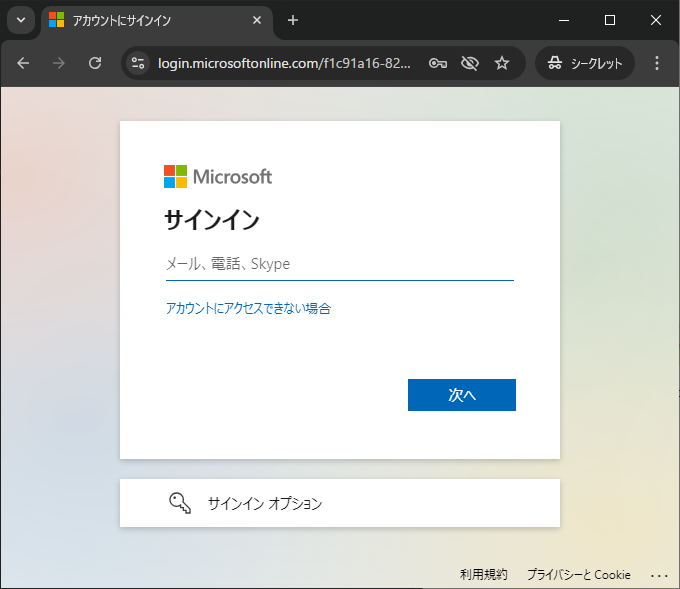 アカウントにサインイン
login.microsoftonline.com/f1c91a16-82...
シークレット
Microsoft
サインイン
メール、電話、Skype
アカウントにアクセスできない場合
次へ
サインイン オプション
利用規約 プライバシーと Cookie ...